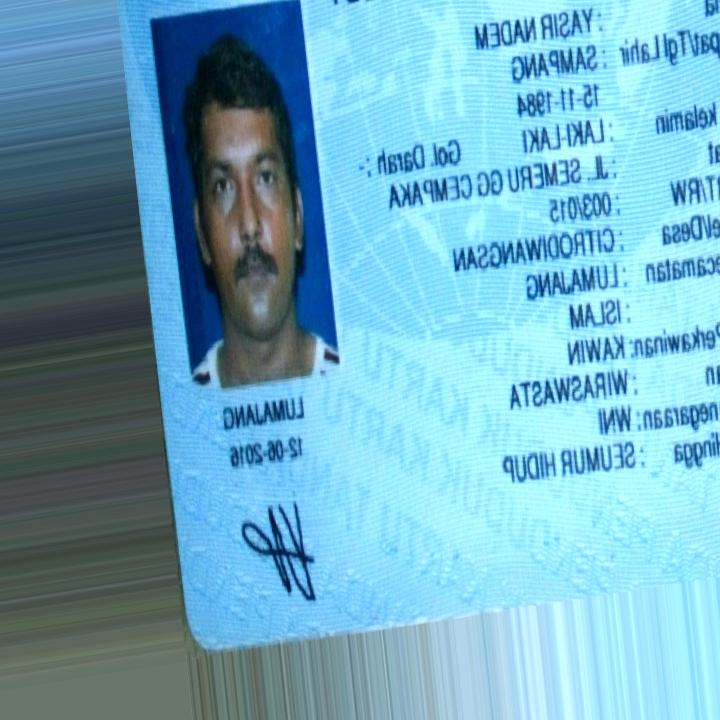 : YASIR NADEM
pat/Tgl Lahir : SAMPANG
15-11-1984
kelamin : LAKI-LAKI Gol. Darah : -
: JL. SEMERU GG CEMPAKA
RT/RW : 003/015
el/Desa : CITRODIWANGSAN
ecamatan : LUMAJANG
: ISLAM
Perkawinan: KAWIN
: WIRASWASTA
negaraan: WNI
hingga : SEUMUR HIDUP
LUMAJANG
12-06-2016